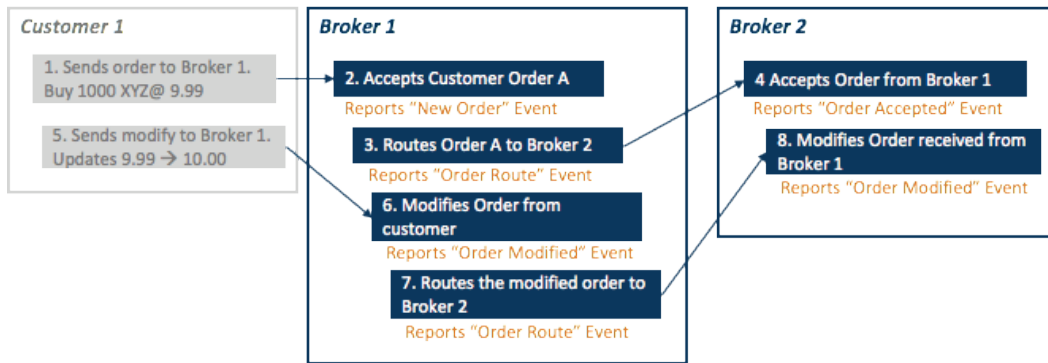 Customer 1
1. Sends order to Broker 1.
Buy 1000 XYZ@ 9.99
5. Sends modify to Broker 1.
Updates 9.99 → 10.00
Broker 1
2. Accepts Customer Order A
Reports "New Order" Event
3. Routes Order A to Broker 2
Reports "Order Route" Event
6. Modifies Order from
customer
Reports "Order Modified" Event
7. Routes the modified order to
Broker 2
Reports "Order Route" Event
Broker 2
4 Accepts Order from Broker 1
Reports "Order Accepted" Event
8. Modifies Order received from
Broker 1
Reports "Order Modified" Event